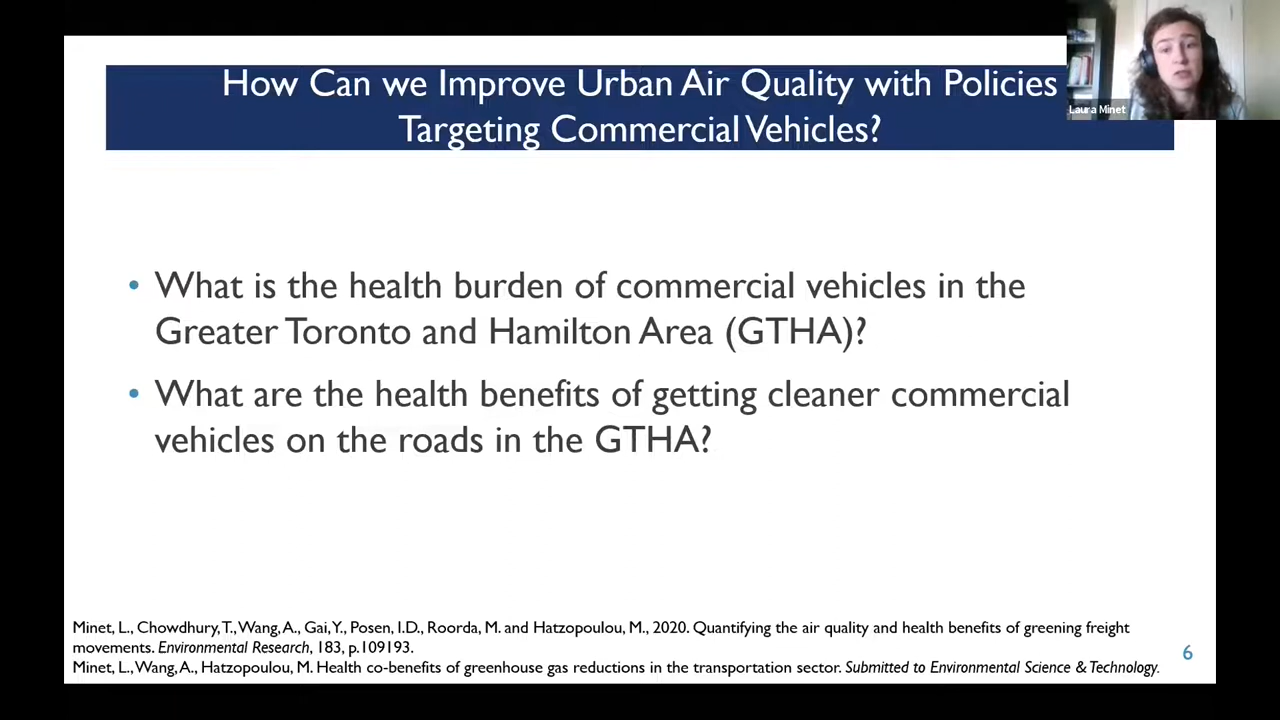 How Can we Improve Urban Air Quality with Policies
Targeting Commercial Vehicles?
Laura Minet
• What is the health burden of commercial vehicles in the
Greater Toronto and Hamilton Area (GTHA)?
• What are the health benefits of getting cleaner commercial
vehicles on the roads in the GTHA?
Minet, L., Chowdhury, T., Wang, A., Gai, Y., Posen, I.D., Roorda, M. and Hatzopoulou, M., 2020. Quantifying the air quality and health benefits of greening freight
movements. Environmental Research, 183, p.109193.
Minet, L., Wang, A., Hatzopoulou, M. Health co-benefits of greenhouse gas reductions in the transportation sector. Submitted to Environmental Science & Technology.
6